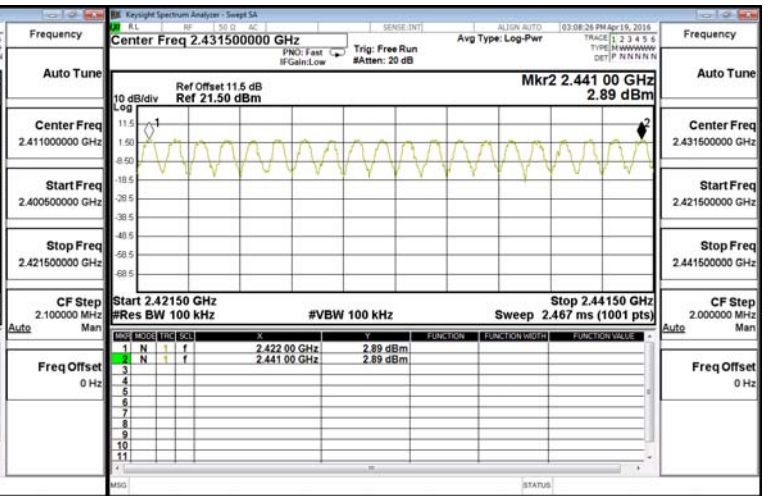 Frequency
Auto Tune
Center Freq
2.411000000 GHz
Start Freq
2.400500000 GHz
Stop Freq
2.421500000 GHz
CF Step
2.100000 MHz
Auto Man
Freq Offset
0 Hz
Keysight Spectrum Analyzer - Swept SA
RL RF 50 Ω AC SENSE:INT ALIGN AUTO 03:08:26 PM Apr 19, 2016
Center Freq 2.431500000 GHz
PNO: Fast
IFGain:Low
Trig: Free Run
#Atten: 20 dB
Avg Type: Log-Pwr
TRACE 1 2 3 4 5 6
TYPE MWWWWW
DET P N N N N N
Mkr2 2.441 00 GHz
2.89 dBm
Ref Offset 11.5 dB
10 dB/div Ref 21.50 dBm
Log
11.5
1.50
-8.50
-18.5
-28.5
-38.5
-48.5
-58.5
-68.5
1
2
Start 2.42150 GHz Stop 2.44150 GHz
#Res BW 100 kHz #VBW 100 kHz Sweep 2.467 ms (1001 pts)
MKR MODE TRC SCL X Y FUNCTION FUNCTION WIDTH FUNCTION VALUE
1 N 1 f 2.422 00 GHz 2.89 dBm
2 N 1 f 2.441 00 GHz 2.89 dBm
3
4
5
6
7
8
9
10
11
MSG STATUS
Frequency
Auto Tune
Center Freq
2.431500000 GHz
Start Freq
2.421500000 GHz
Stop Freq
2.441500000 GHz
CF Step
2.000000 MHz
Auto Man
Freq Offset
0 Hz